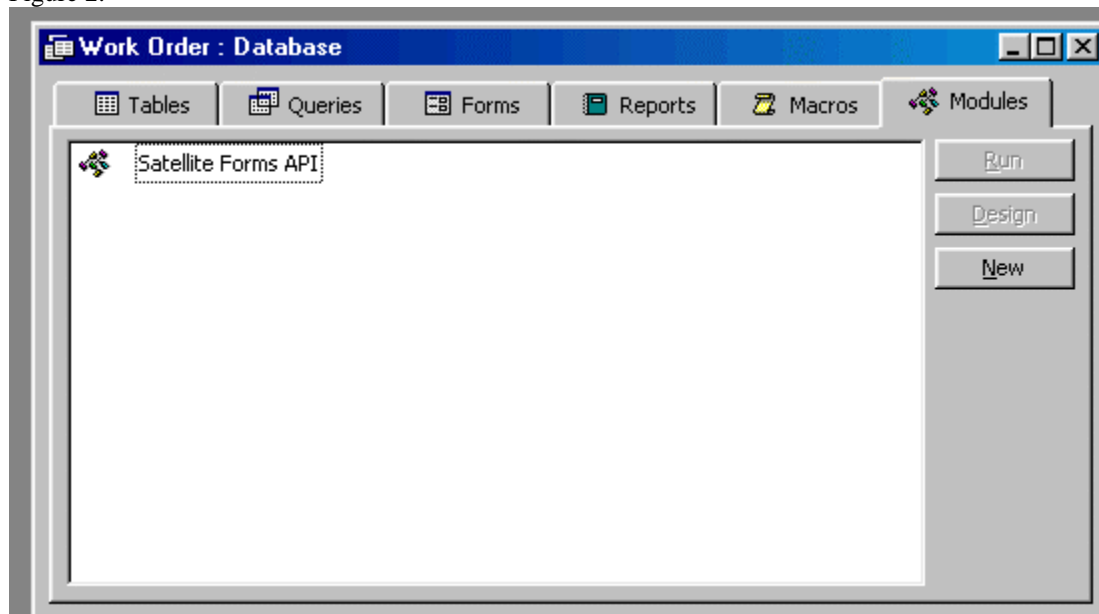 Work Order : Database
Tables Queries Forms Reports Macros Modules
Satellite Forms API
Run
Design
New